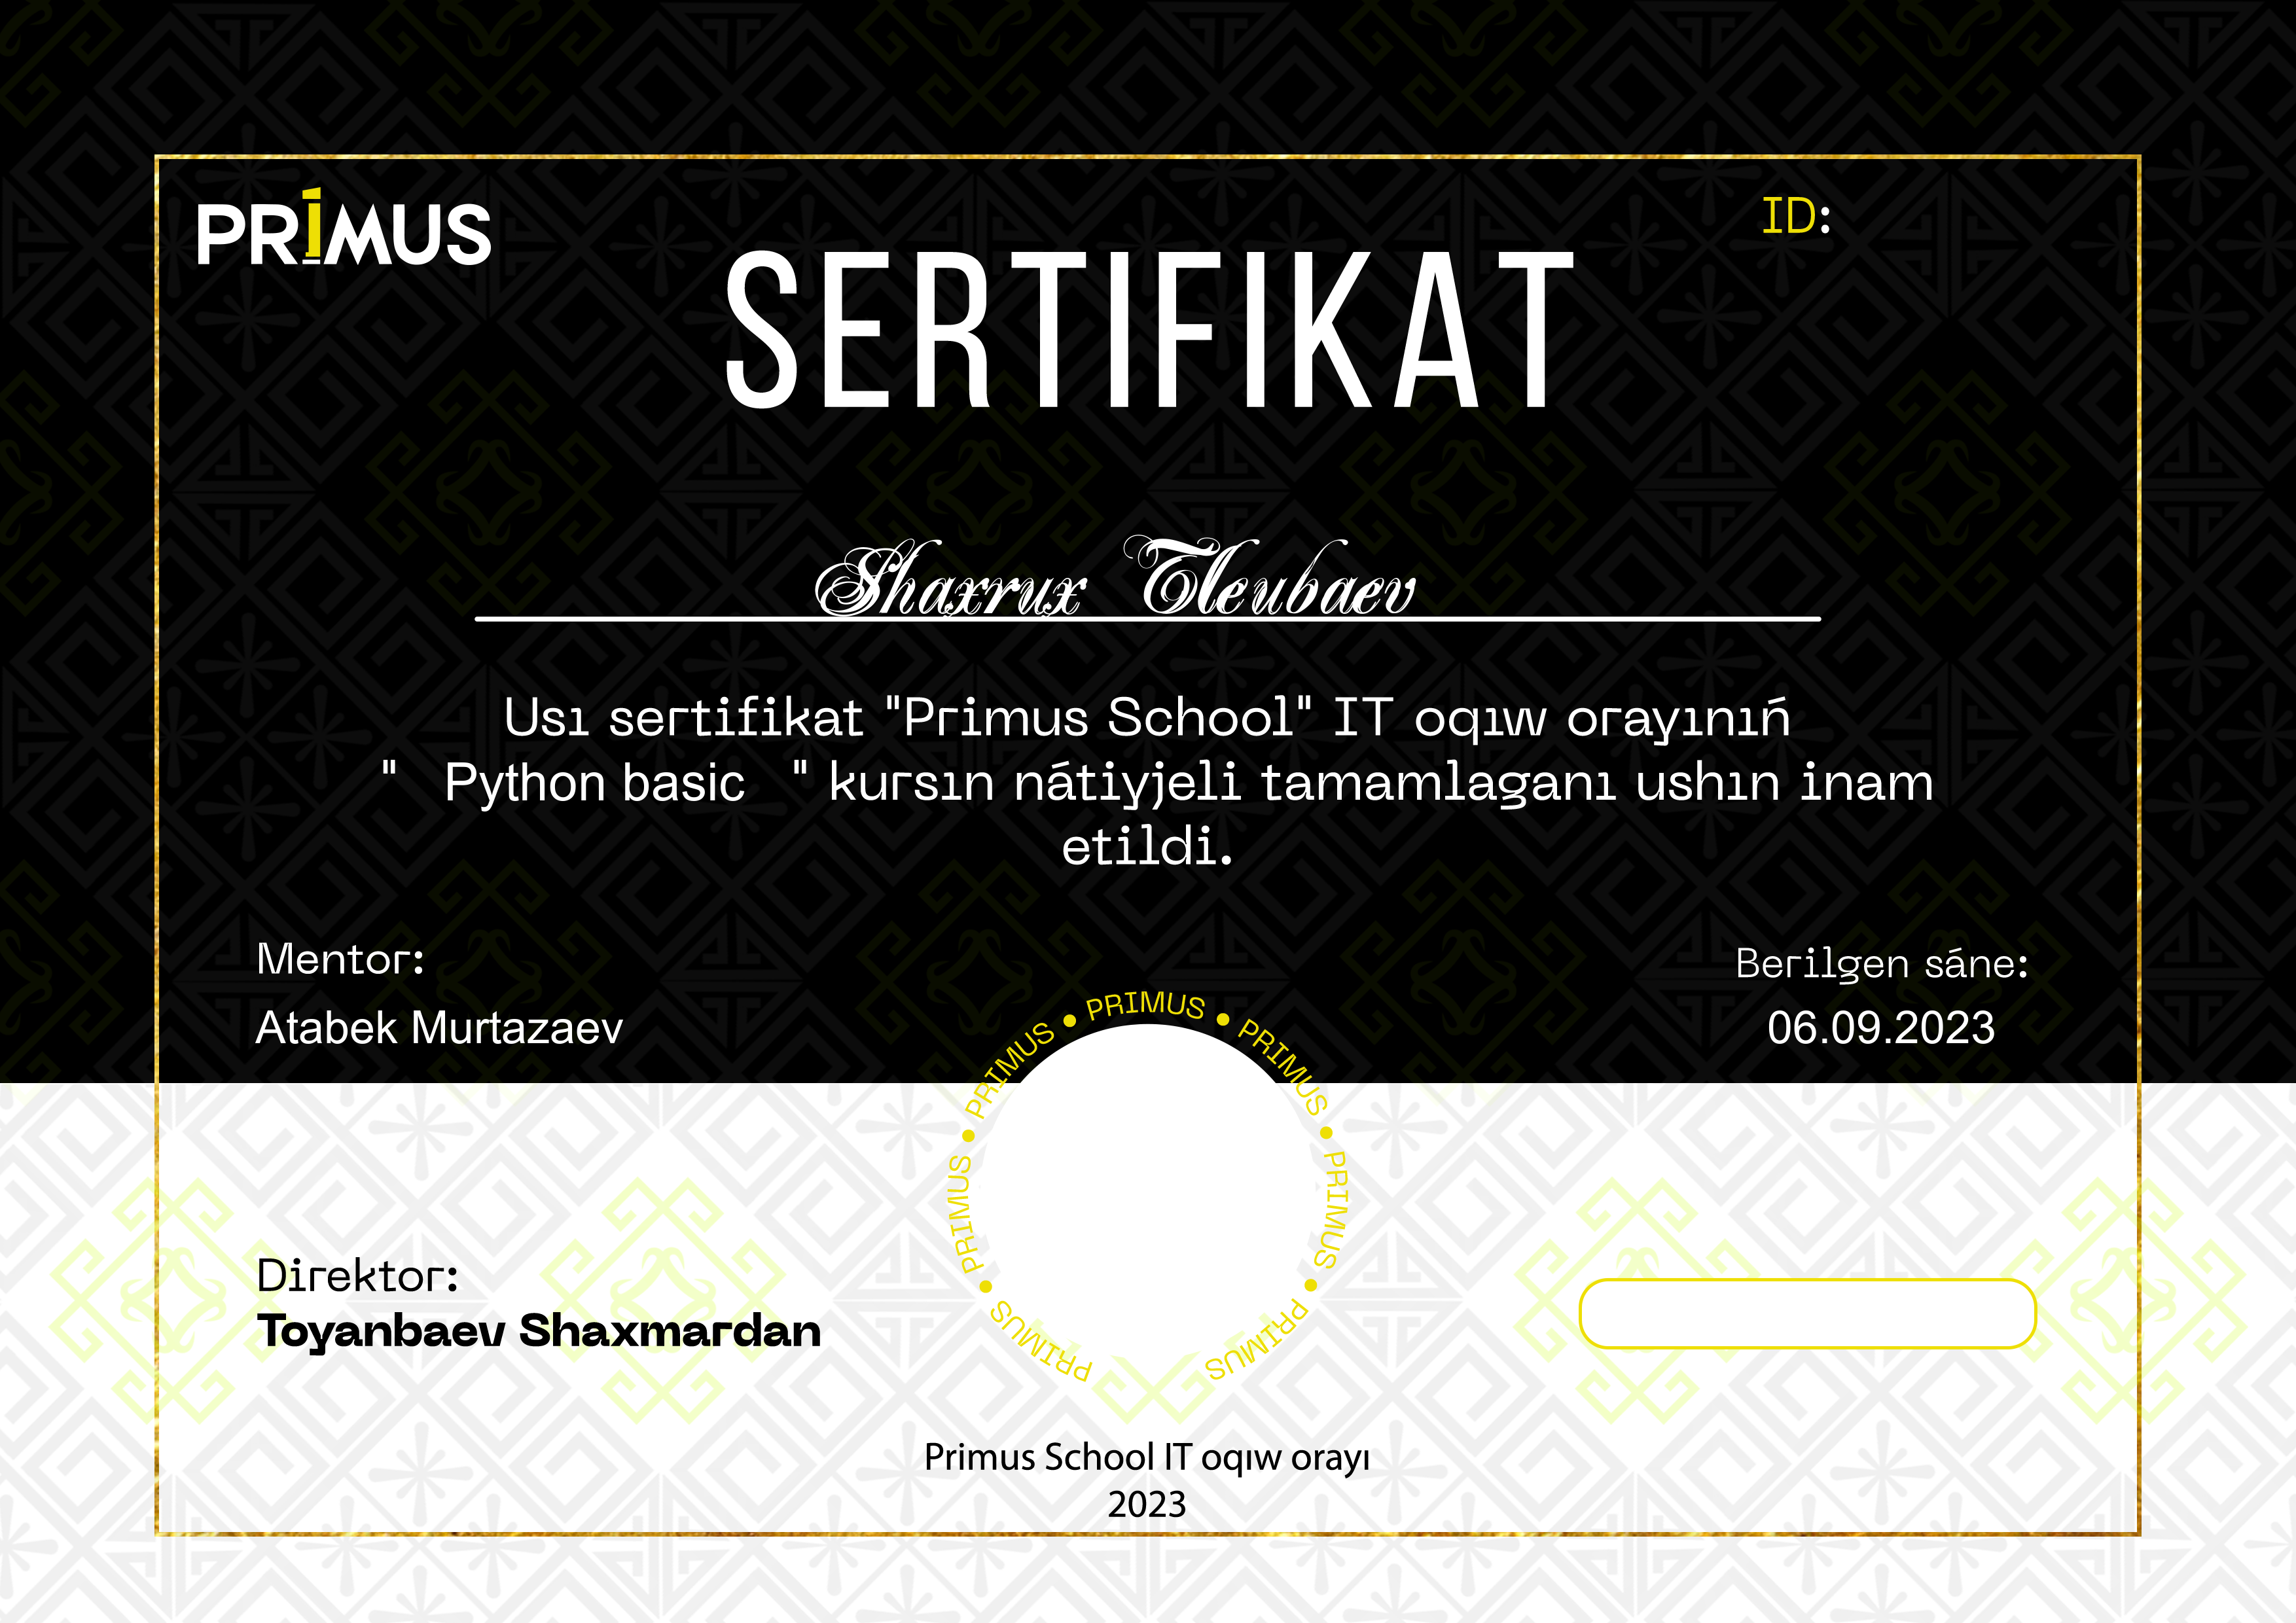 PRIMUS
ID:
SERTIFIKAT
Shaxrux Tleubaev
Usı sertifikat "Primus School" IT oqıw orayınıń
" Python basic " kursın nátiyjeli tamamlaganı ushın inam
etildi.
Mentor:
Atabek Murtazaev
Berilgen sáne:
06.09.2023
PRIMUS • PRIMUS • PRIMUS • PRIMUS • PRIMUS • PRIMUS • PRIMUS
Direktor:
Toyanbaev Shaxmardan
Primus School IT oqıw orayı
2023